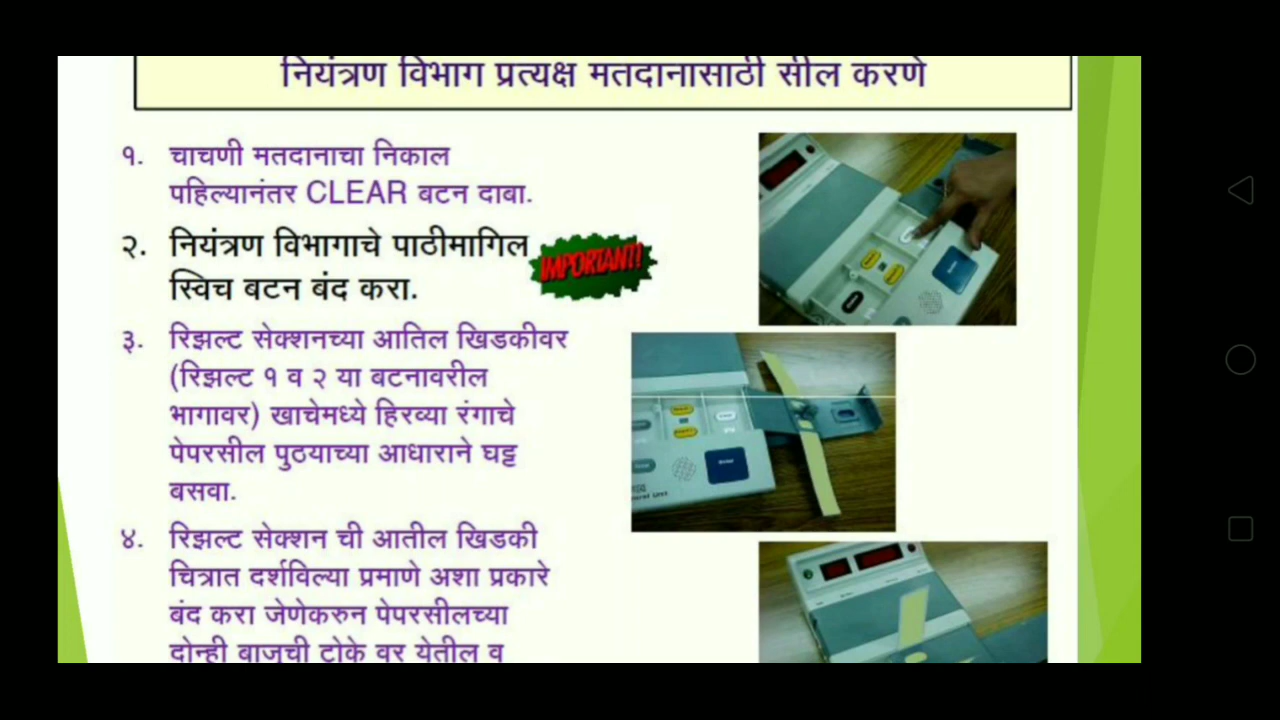 नियंत्रण विभाग प्रत्यक्ष मतदानासाठी सील करणे
१. चाचणी मतदानाचा निकाल
पहिल्यानंतर CLEAR बटन दाबा.
२. नियंत्रण विभागाचे पाठीमागिल
स्विच बटन बंद करा.
IMPORTANT!
३. रिझल्ट सेक्शनच्या आतिल खिडकीवर
(रिझल्ट १ व २ या बटनावरील
भागावर) खाचेमध्ये हिरव्या रंगाचे
पेपरसील पुठयाच्या आधाराने घट्ट
बसवा.
४. रिझल्ट सेक्शन ची आतील खिडकी
चित्रात दर्शविल्या प्रमाणे अशा प्रकारे
बंद करा जेणेकरुन पेपरसीलच्या
दोन्ही बाजूची टोके वर येतील व